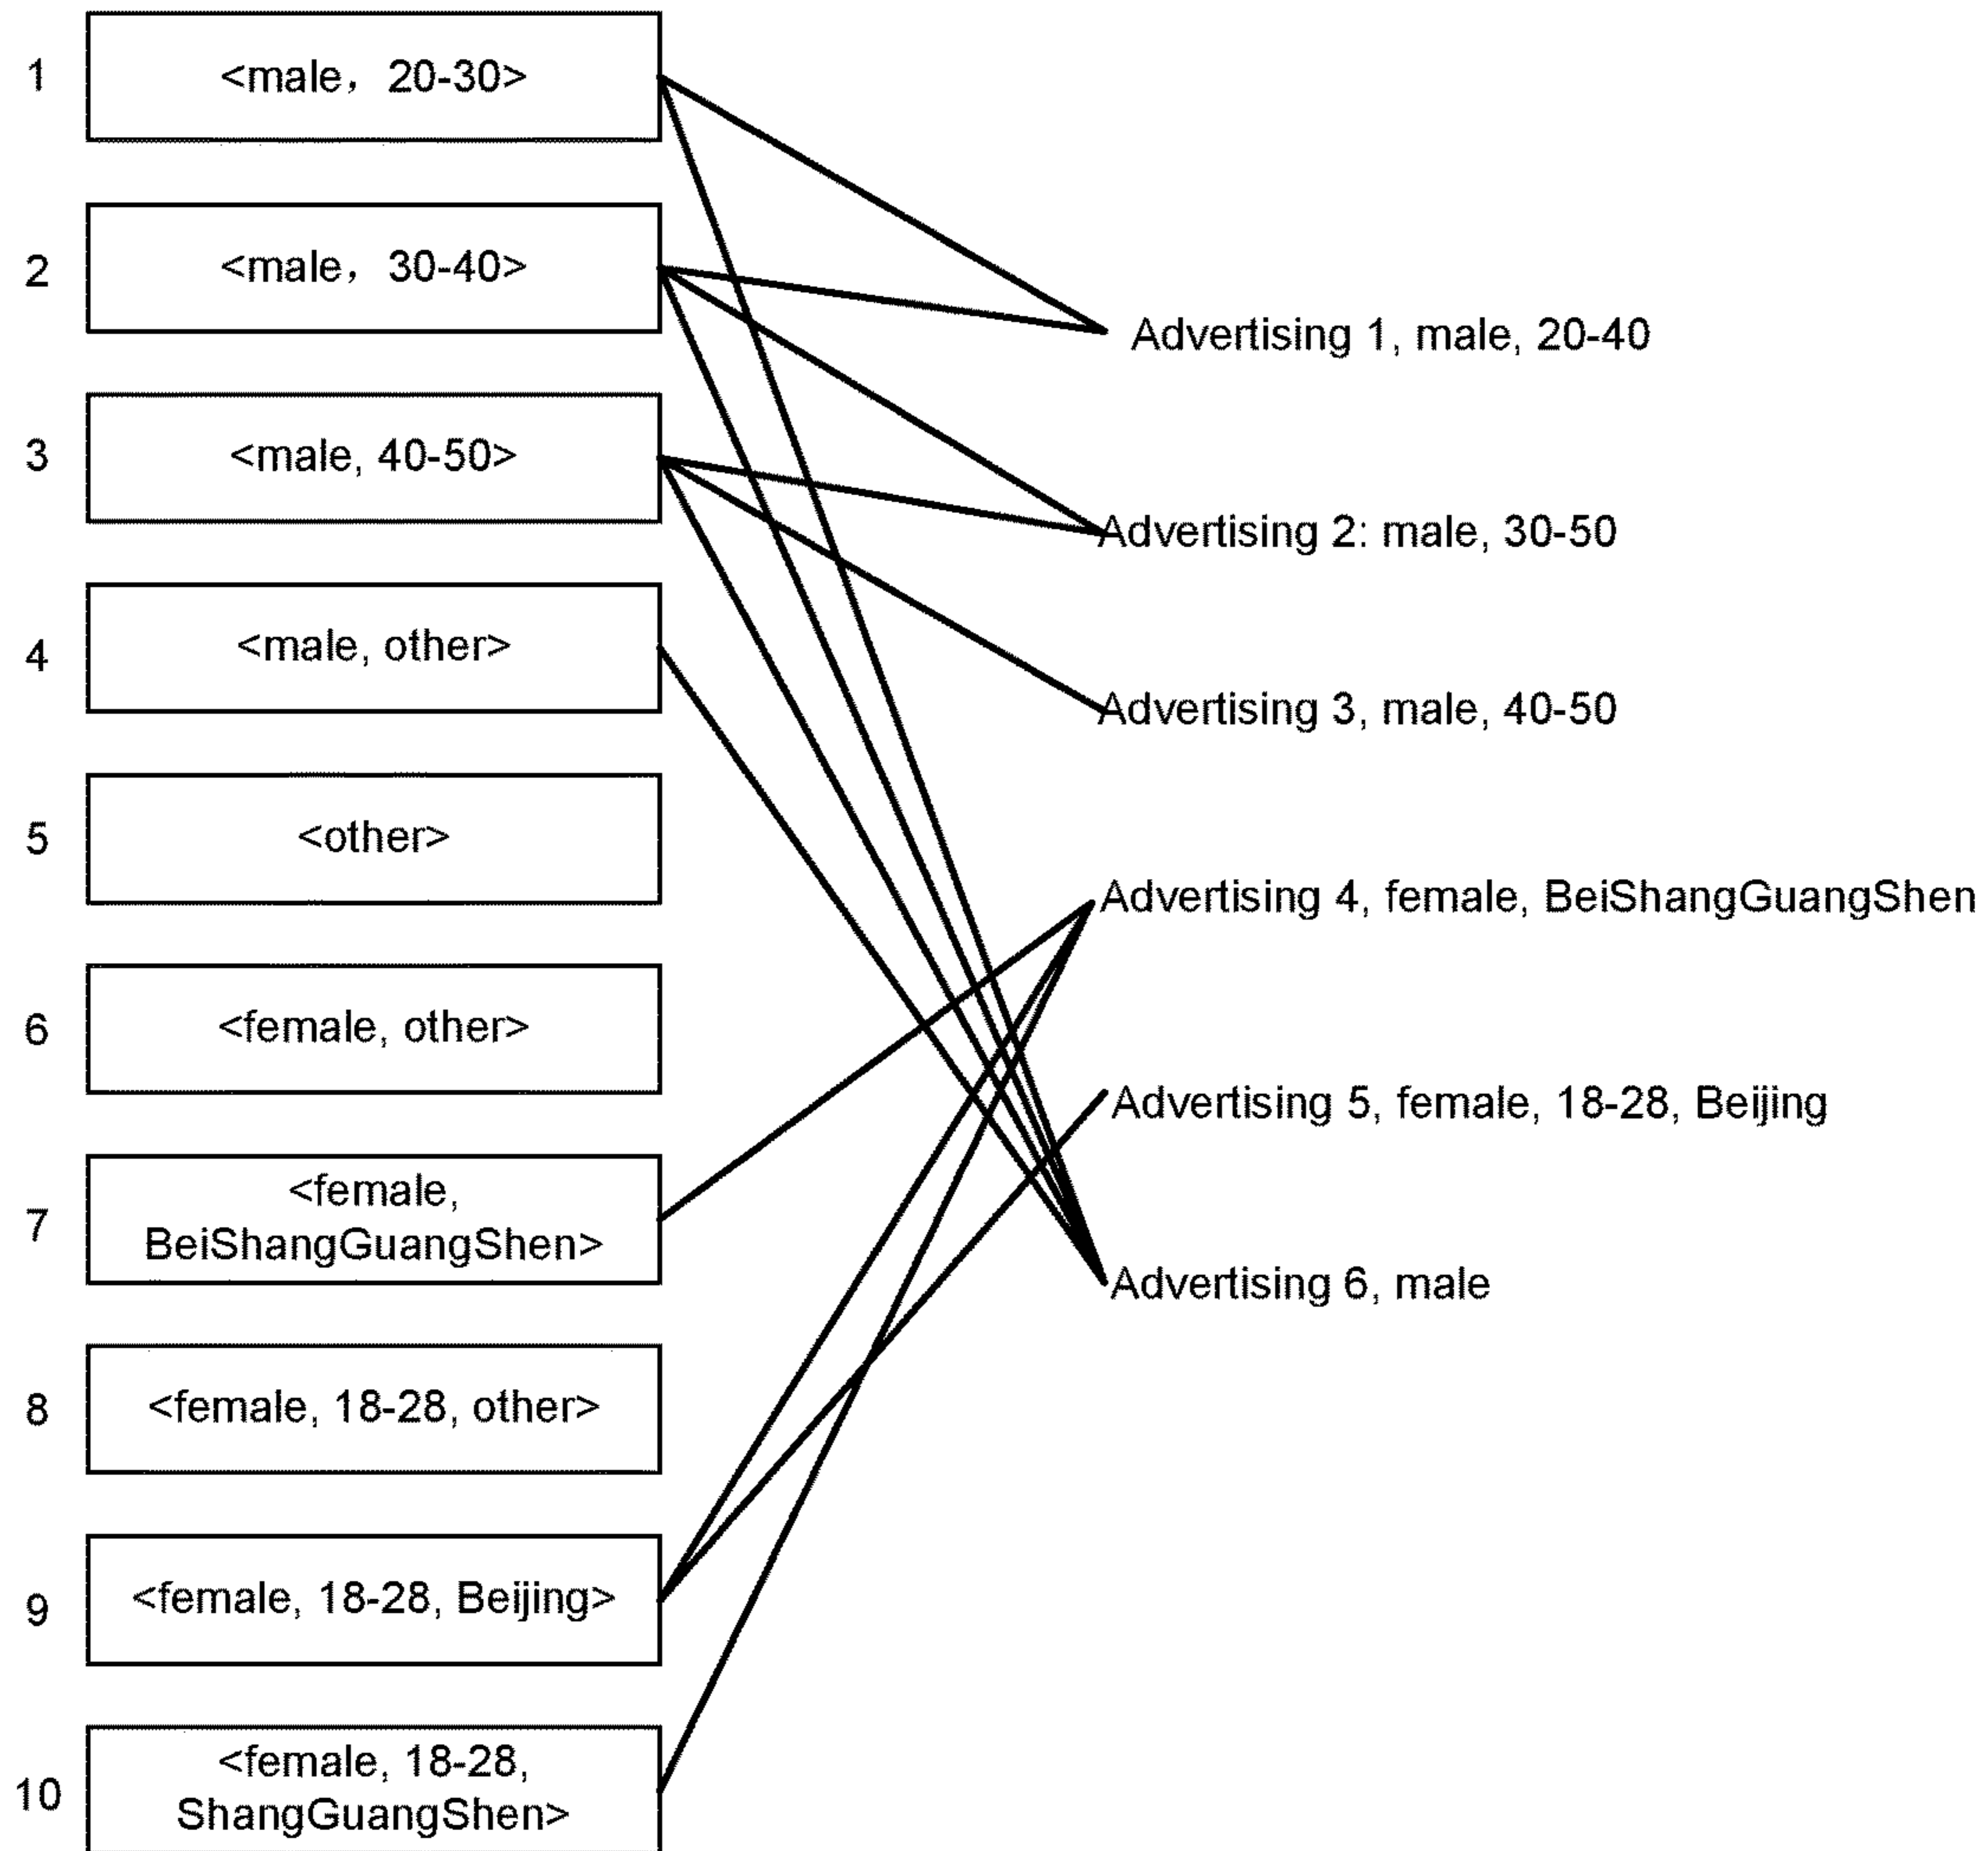 1
<male，20-30>
2
<male，30-40>
Advertising 1, male, 20-40
3
<male, 40-50>
Advertising 2: male, 30-50
4
<male, other>
Advertising 3, male, 40-50
5
<other>
Advertising 4, female, BeiShangGuangShen
6
<female, other>
Advertising 5, female, 18-28, Beijing
7
<female,
BeiShangGuangShen>
Advertising 6, male
8
<female, 18-28, other>
9
<female, 18-28, Beijing>
10
<female, 18-28,
ShangGuangShen>